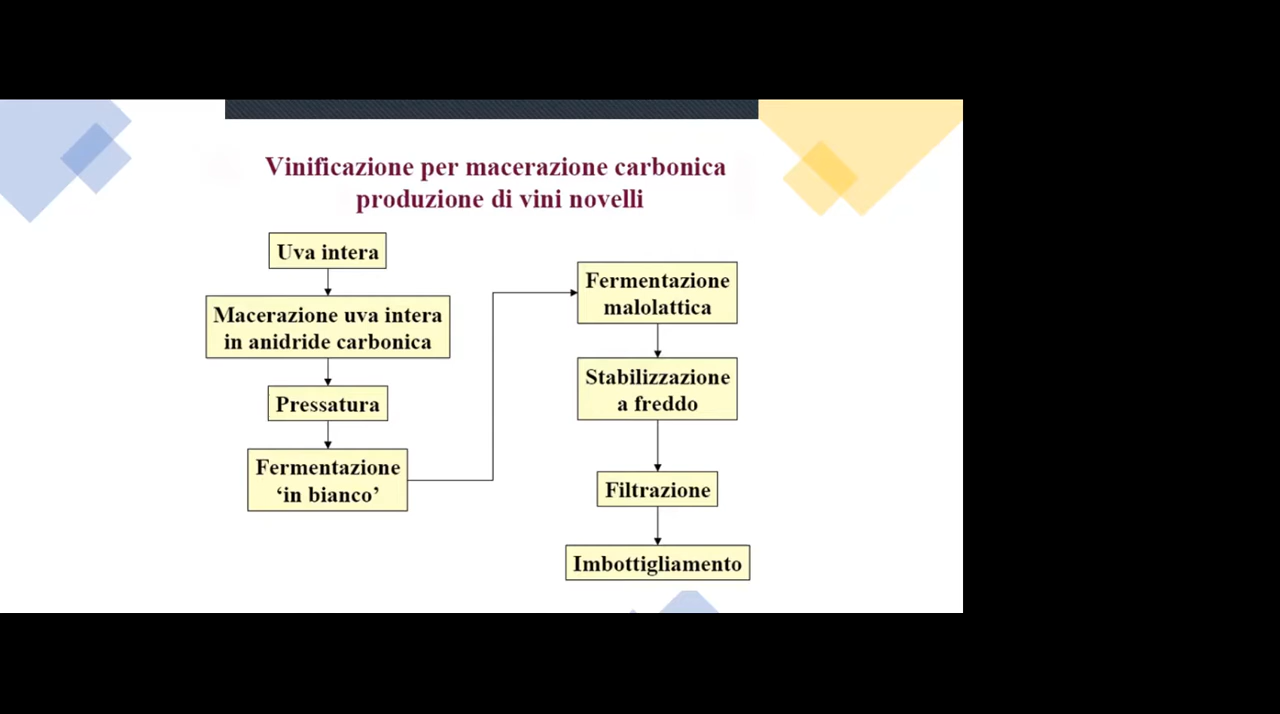 Vinificazione per macerazione carbonica
produzione di vini novelli
Uva intera
Macerazione uva intera
in anidride carbonica
Pressatura
Fermentazione
‘in bianco’
Fermentazione
malolattica
Stabilizzazione
a freddo
Filtrazione
Imbottigliamento